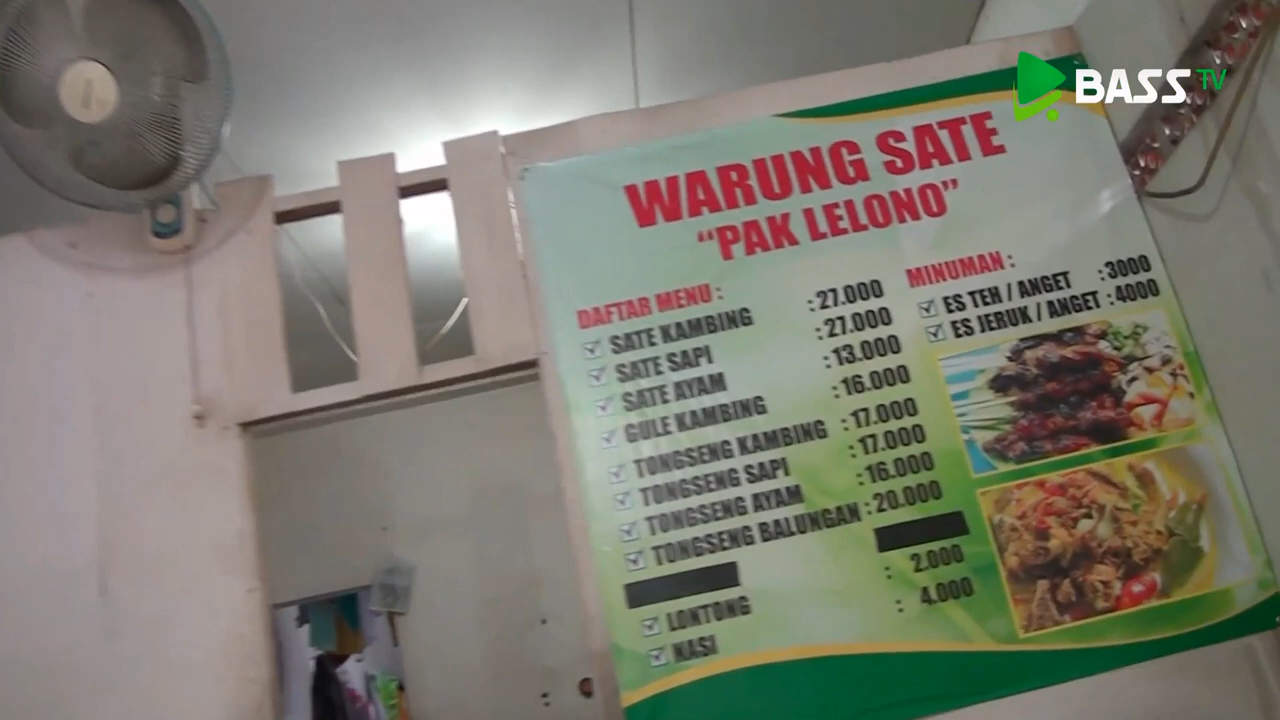 BASS TV
WARUNG SATE
“PAK LELONO”
DAFTAR MENU :
SATE KAMBING : 27.000
SATE SAPI : 27.000
SATE AYAM : 13.000
GULE KAMBING : 16.000
TONGSENG KAMBING : 17.000
TONGSENG SAPI : 17.000
TONGSENG AYAM : 16.000
TONGSENG BALUNGAN : 20.000
LONTONG : 2.000
NASI : 4.000
MINUMAN :
ES TEH / ANGET : 3000
ES JERUK / ANGET : 4000